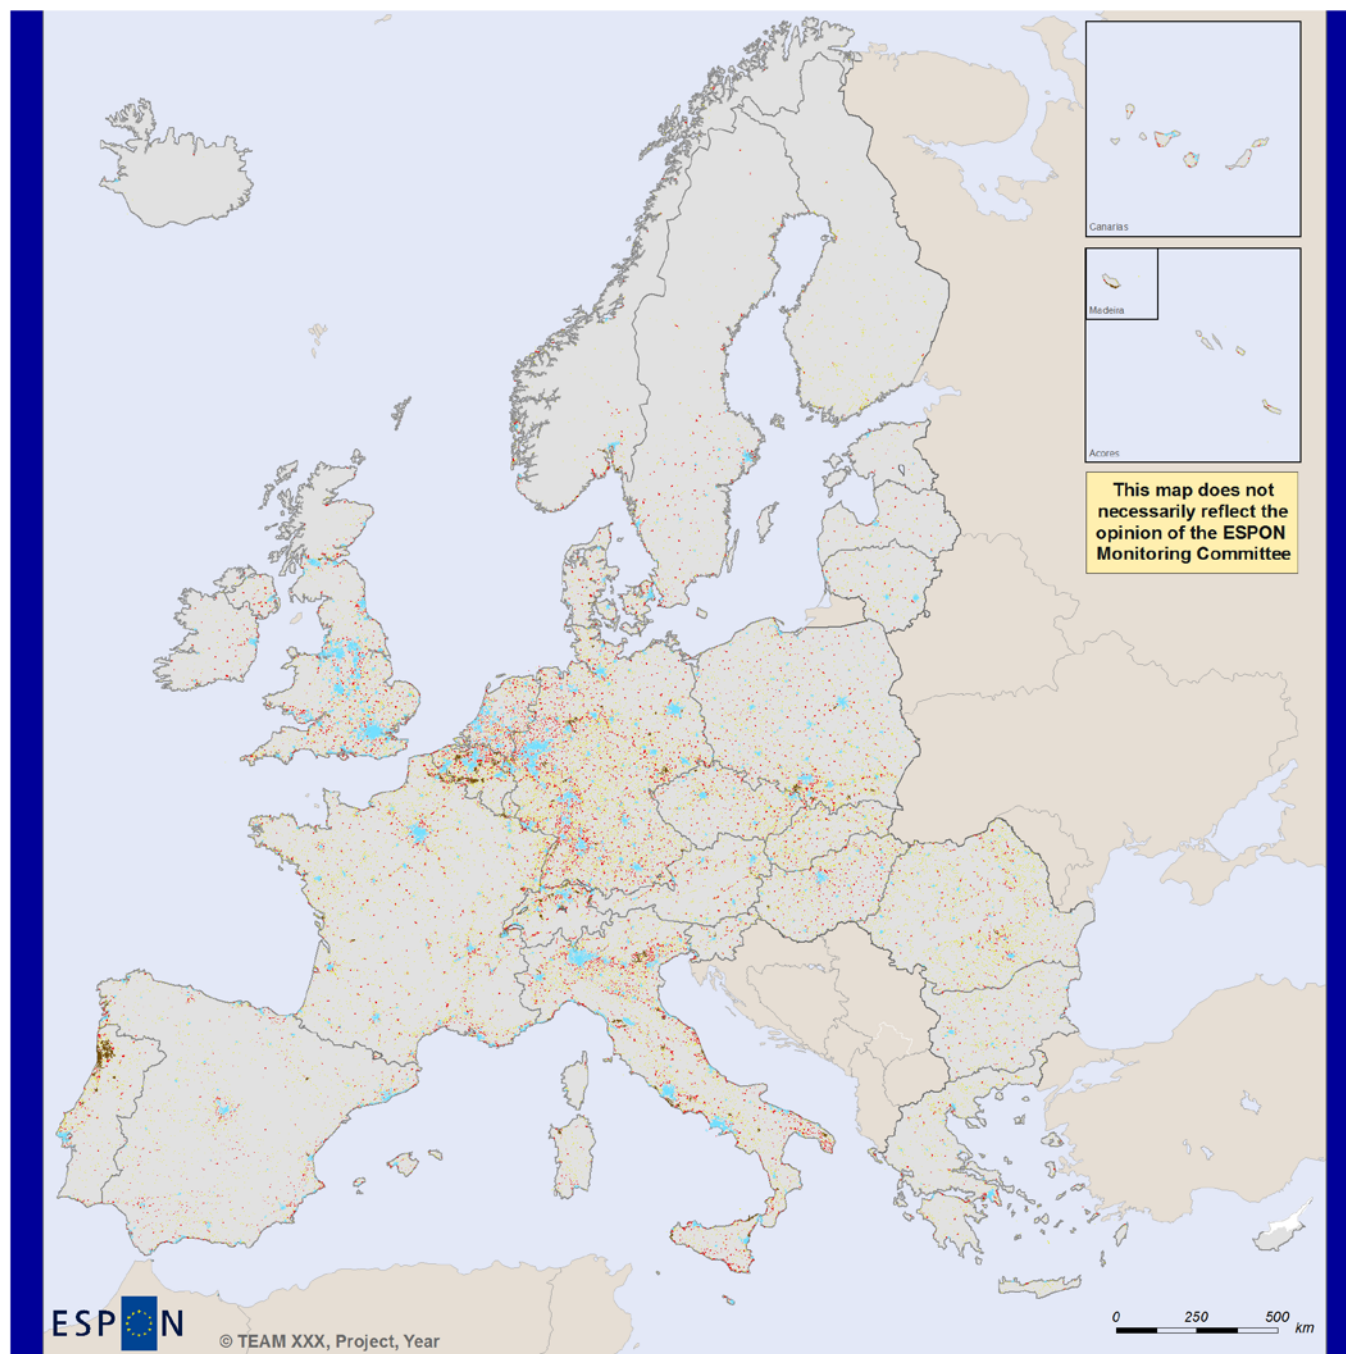 Canarias
Madeira
Acores
This map does not
necessarily reflect the
opinion of the ESPON
Monitoring Committee
ESPON
© TEAM XXX, Project, Year
0 250 500
km